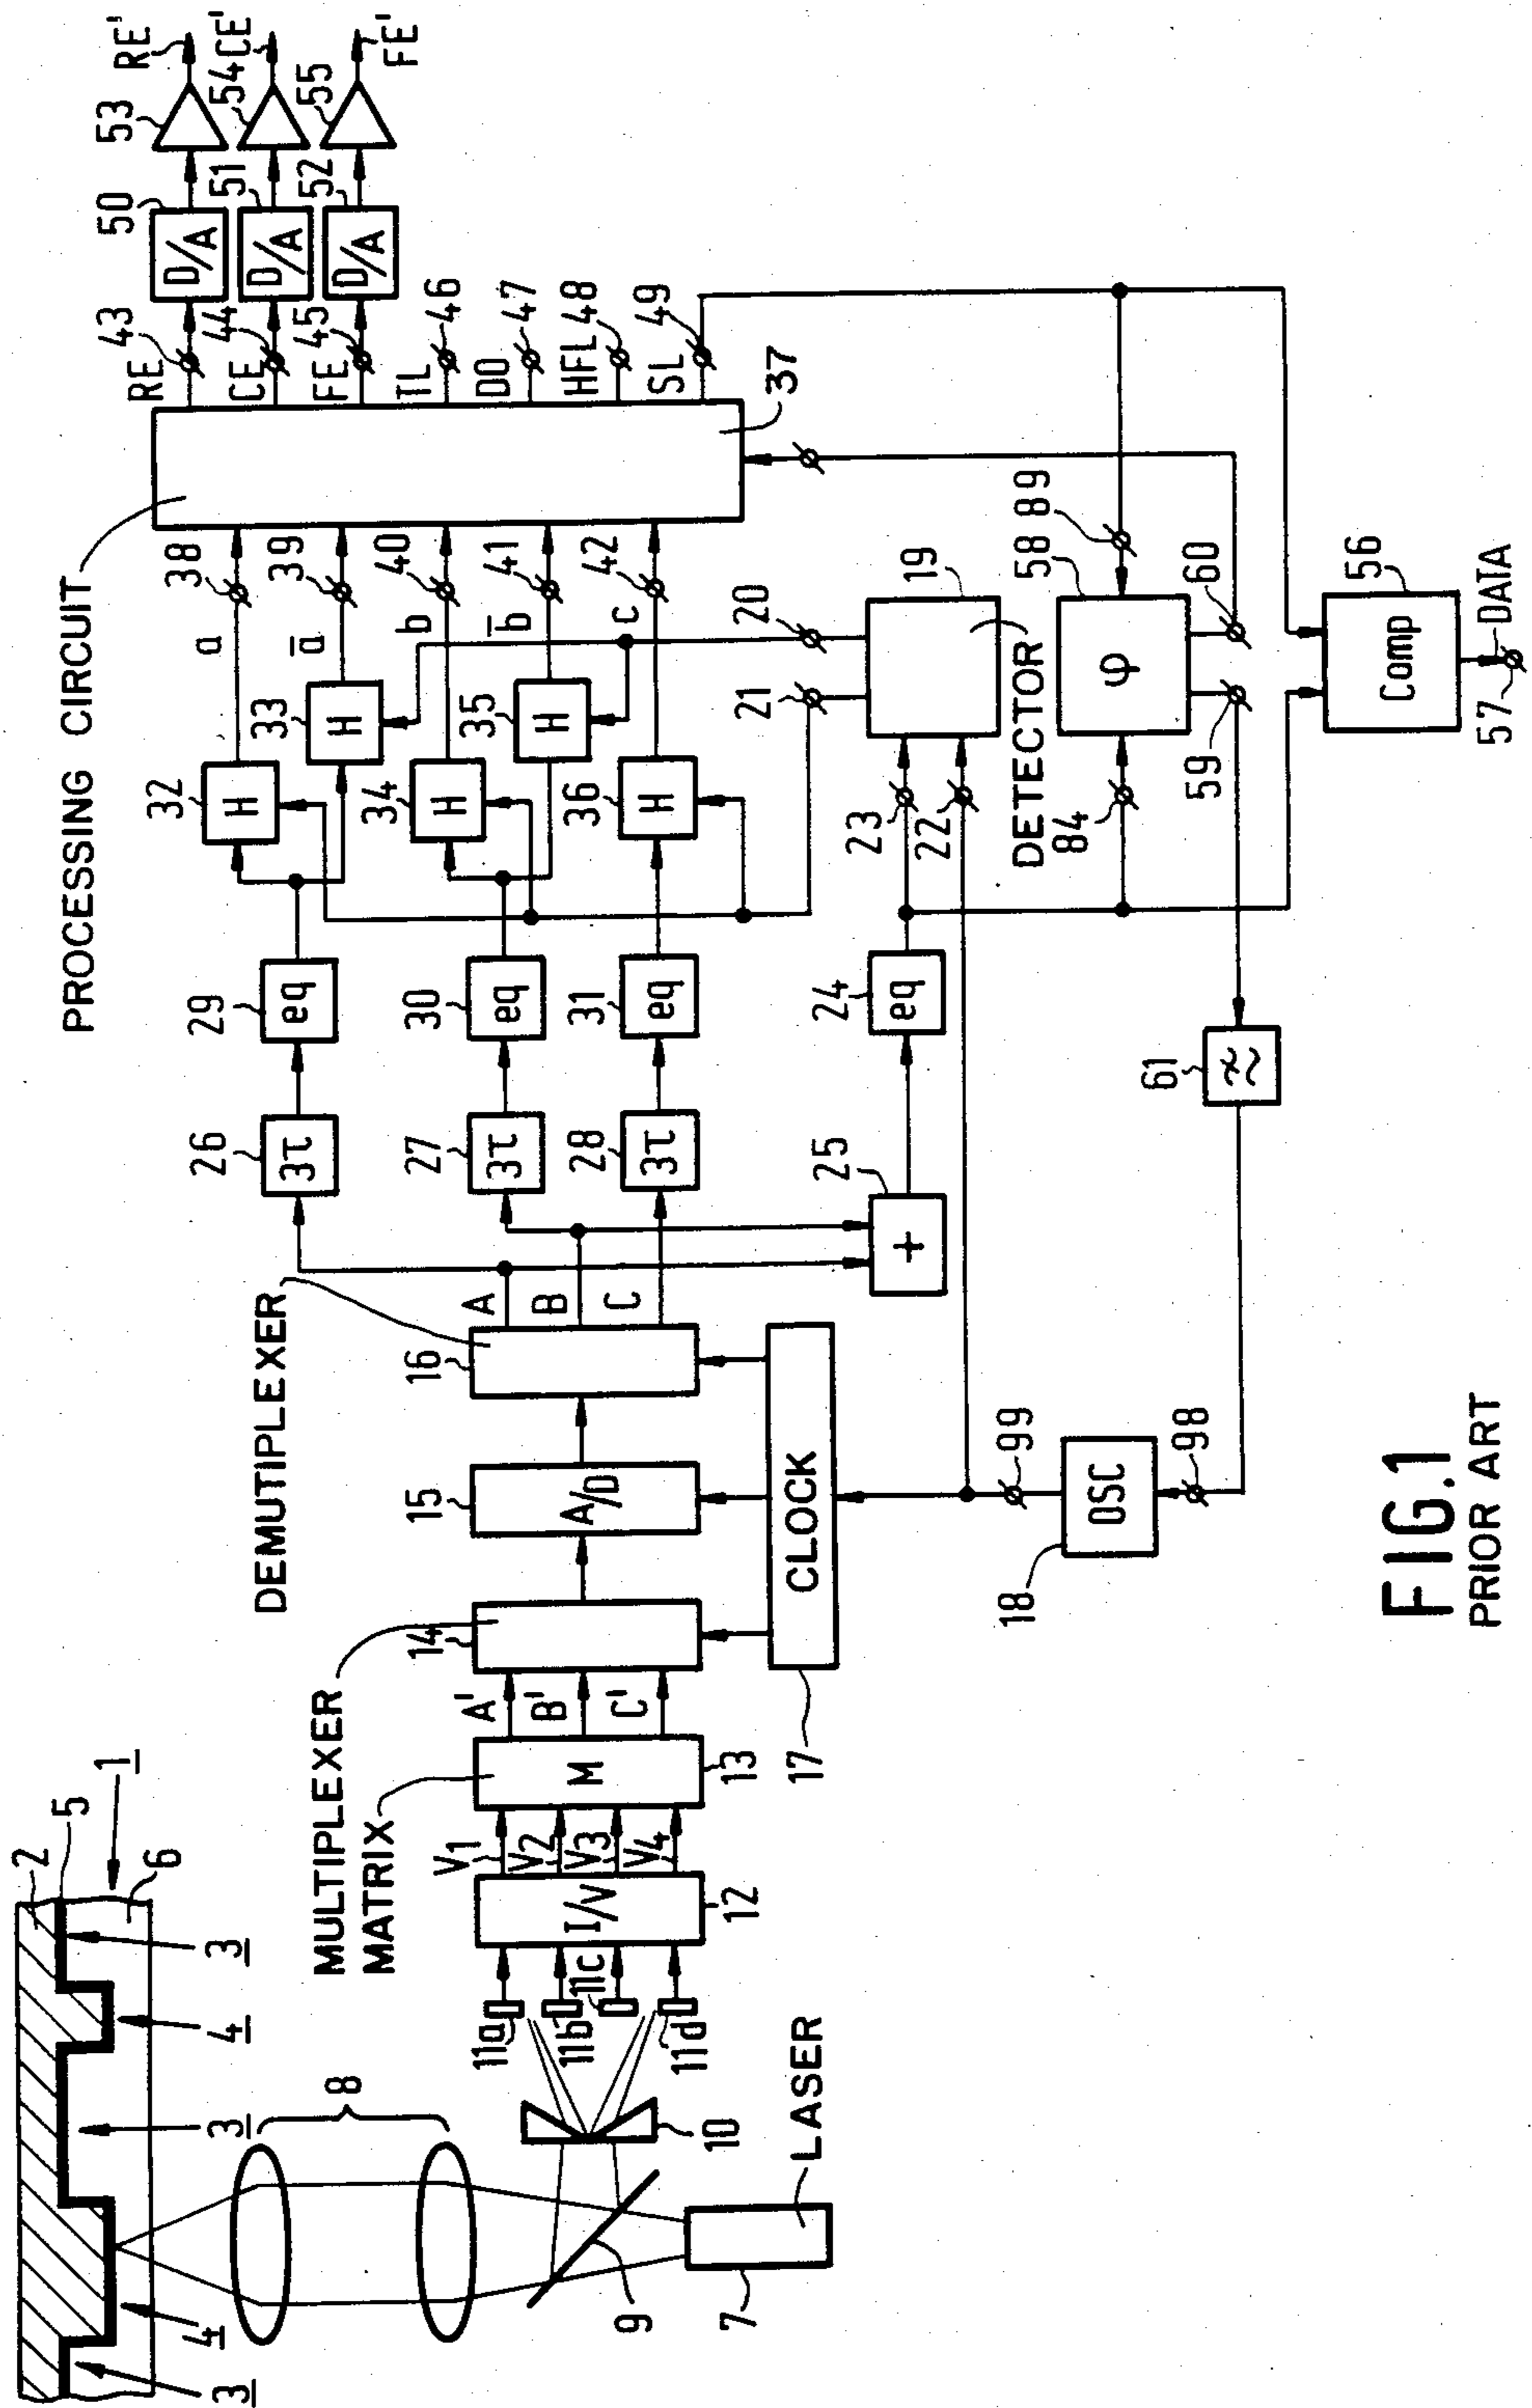 1
2
5
6
3
4
3
4
3
8
9
10
7
LASER
11a
11b
11c
11d
I/V
12
V1
V2
V3
V4
MATRIX
M
13
A'
B'
C'
MULTIPLEXER
14
15
A/D
DEMUTIPLEXER
16
A
B
C
17
CLOCK
18
OSC
99
98
26
3τ
27
3τ
28
3τ
25
+
29
eq
30
eq
31
eq
24
eq
61
32
H
33
H
34
H
35
H
36
H
21
20
23
22
19
DETECTOR
84
58
φ
89
59
60
56
Comp
57
DATA
a
38
a̅
39
b
40
b̅
41
c
42
PROCESSING CIRCUIT
37
RE
43
CE
44
FE
45
TL
46
DO
47
HFL
48
SL
49
50
D/A
51
D/A
52
D/A
53
54
55
RE'
CE'
FE'
FIG.1
PRIOR ART